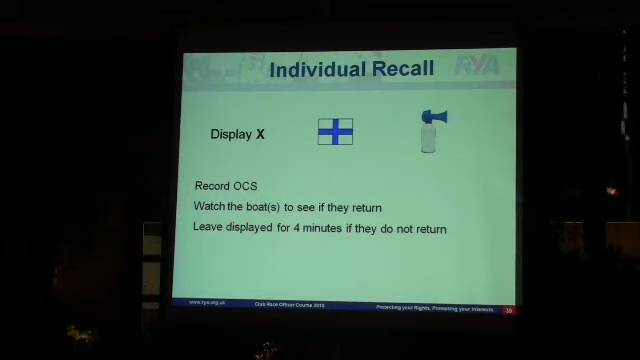 Individual Recall
RYA
Display X
Record OCS
Watch the boat(s) to see if they return
Leave displayed for 4 minutes if they do not return
www.rya.org.uk
Club Race Officer Course 2010
Protecting your Rights, Promoting your Interests
39